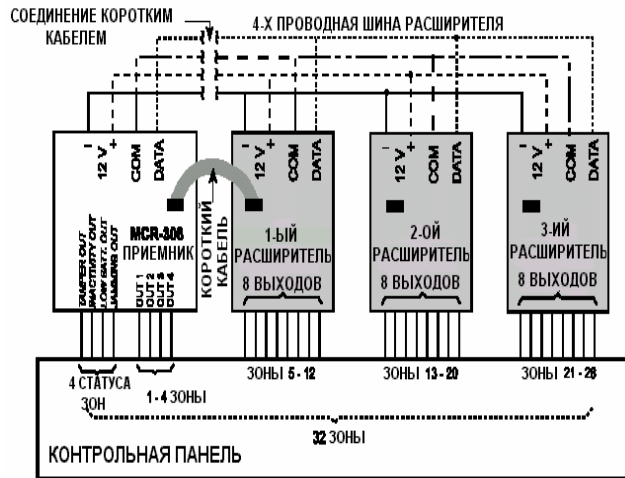 СОЕДИНЕНИЕ КОРОТКИМ
КАБЕЛЕМ
4-Х ПРОВОДНАЯ ШИНА РАСШИРИТЕЛЯ
- 12 V + COM DATA
- 12 V + COM DATA
- 12 V + COM DATA
- 12 V + COM DATA
MCR-308
ПРИЕМНИК
КОРОТКИЙ
КАБЕЛЬ
1-ЫЙ
РАСШИРИТЕЛЬ
8 ВЫХОДОВ
2-ОЙ
РАСШИРИТЕЛЬ
8 ВЫХОДОВ
3-ИЙ
РАСШИРИТЕЛЬ
8 ВЫХОДОВ
TAMPER OUT
INACTIVITY OUT
LOW BATT. OUT
JAMMING OUT
OUT 1
OUT 2
OUT 3
OUT 4
4 СТАТУСА
ЗОН
1-4 ЗОНЫ
ЗОНЫ 5-12
ЗОНЫ 13-20
ЗОНЫ 21-28
32 ЗОНЫ
КОНТРОЛЬНАЯ ПАНЕЛЬ